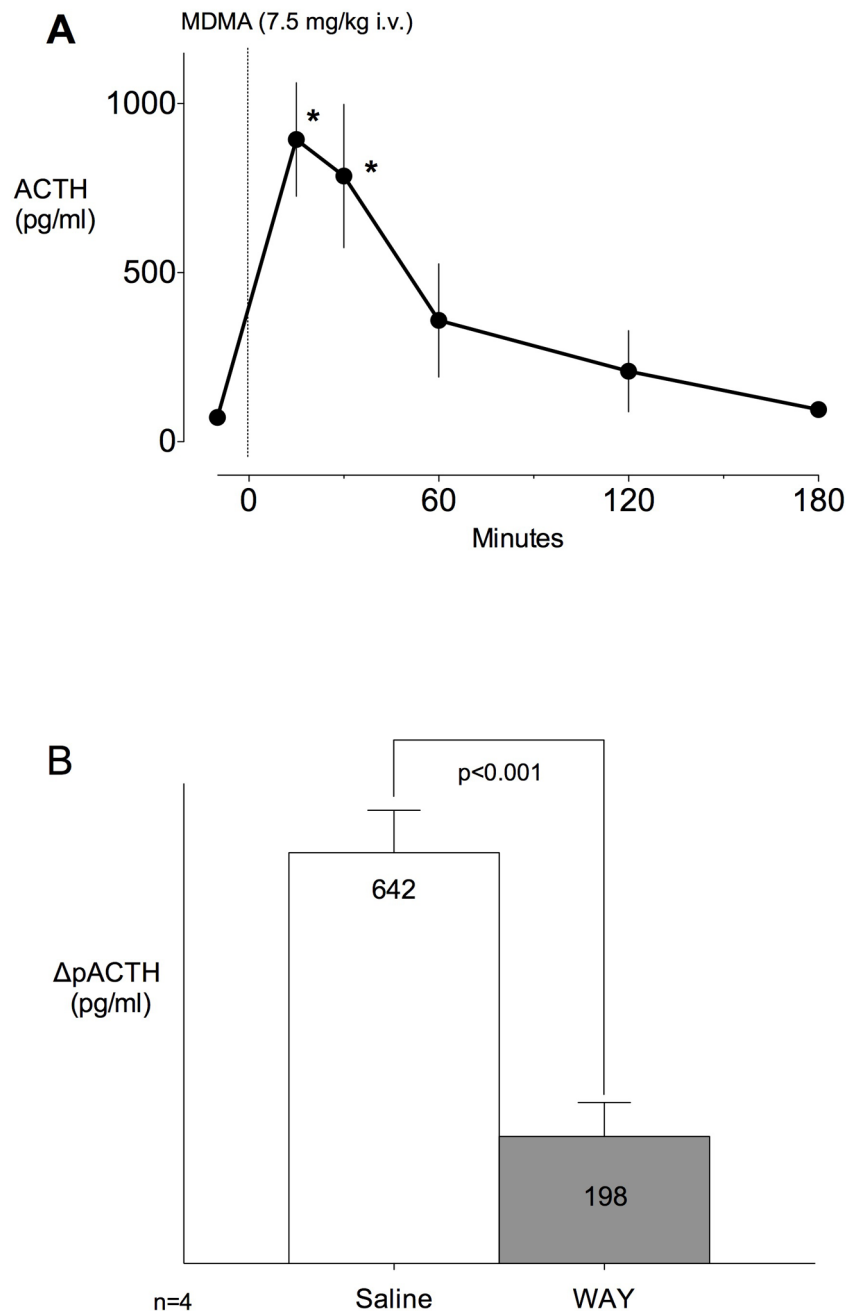 A
MDMA (7.5 mg/kg i.v.)
1000
*
*
ACTH
(pg/ml)
500
0
0 60 120 180
Minutes
B
p<0.001
642
ΔpACTH
(pg/ml)
198
n=4 Saline WAY